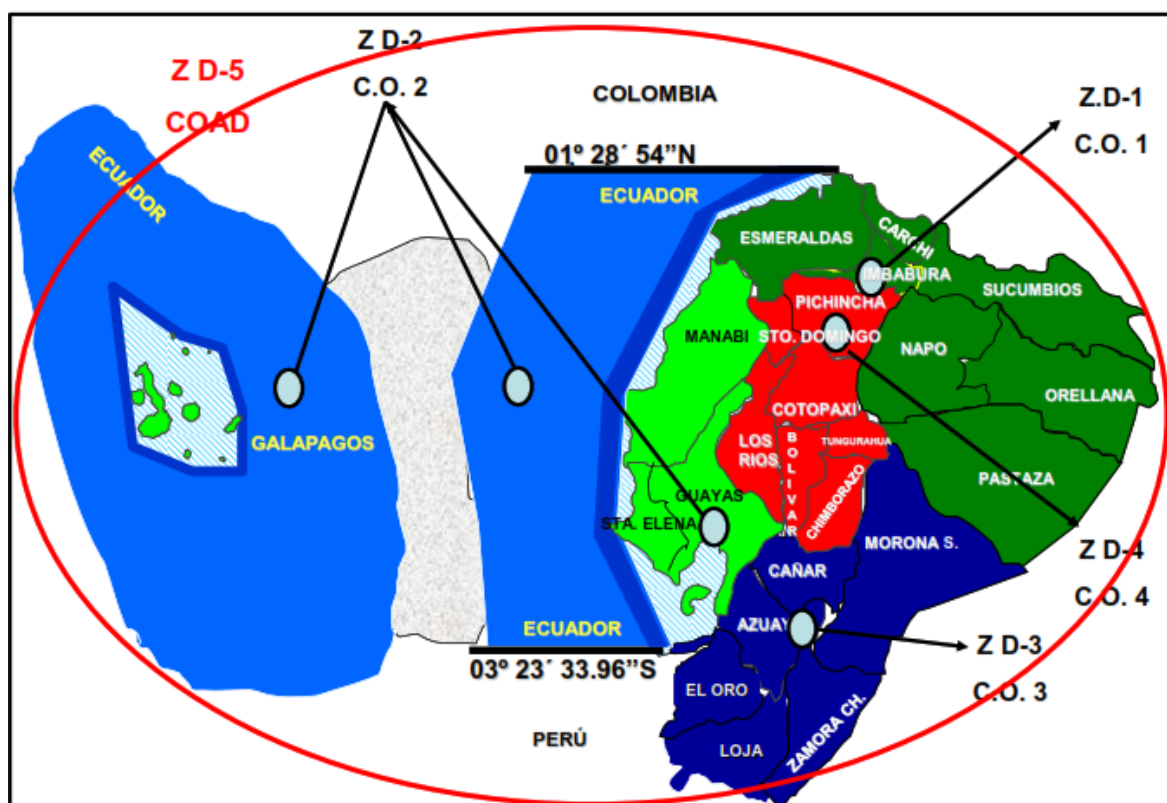 Z D-2
C.O. 2
Z D-5
COAD
COLOMBIA
Z.D-1
C.O. 1
ECUADOR
01º 28´ 54”N
ECUADOR
ESMERALDAS
CARCHI
IMBABURA
SUCUMBIOS
PICHINCHA
MANABI
STO. DOMINGO
NAPO
ORELLANA
COTOPAXI
GALAPAGOS
LOS
RIOS
BOLIVAR
TUNGURAHUA
PASTAZA
GUAYAS
CHIMBORAZO
STA. ELENA
MORONA S.
Z D-4
C.O. 4
CAÑAR
AZUAY
ECUADOR
03º 23´ 33.96”S
Z D-3
C.O. 3
EL ORO
PERÚ
LOJA
ZAMORA CH.